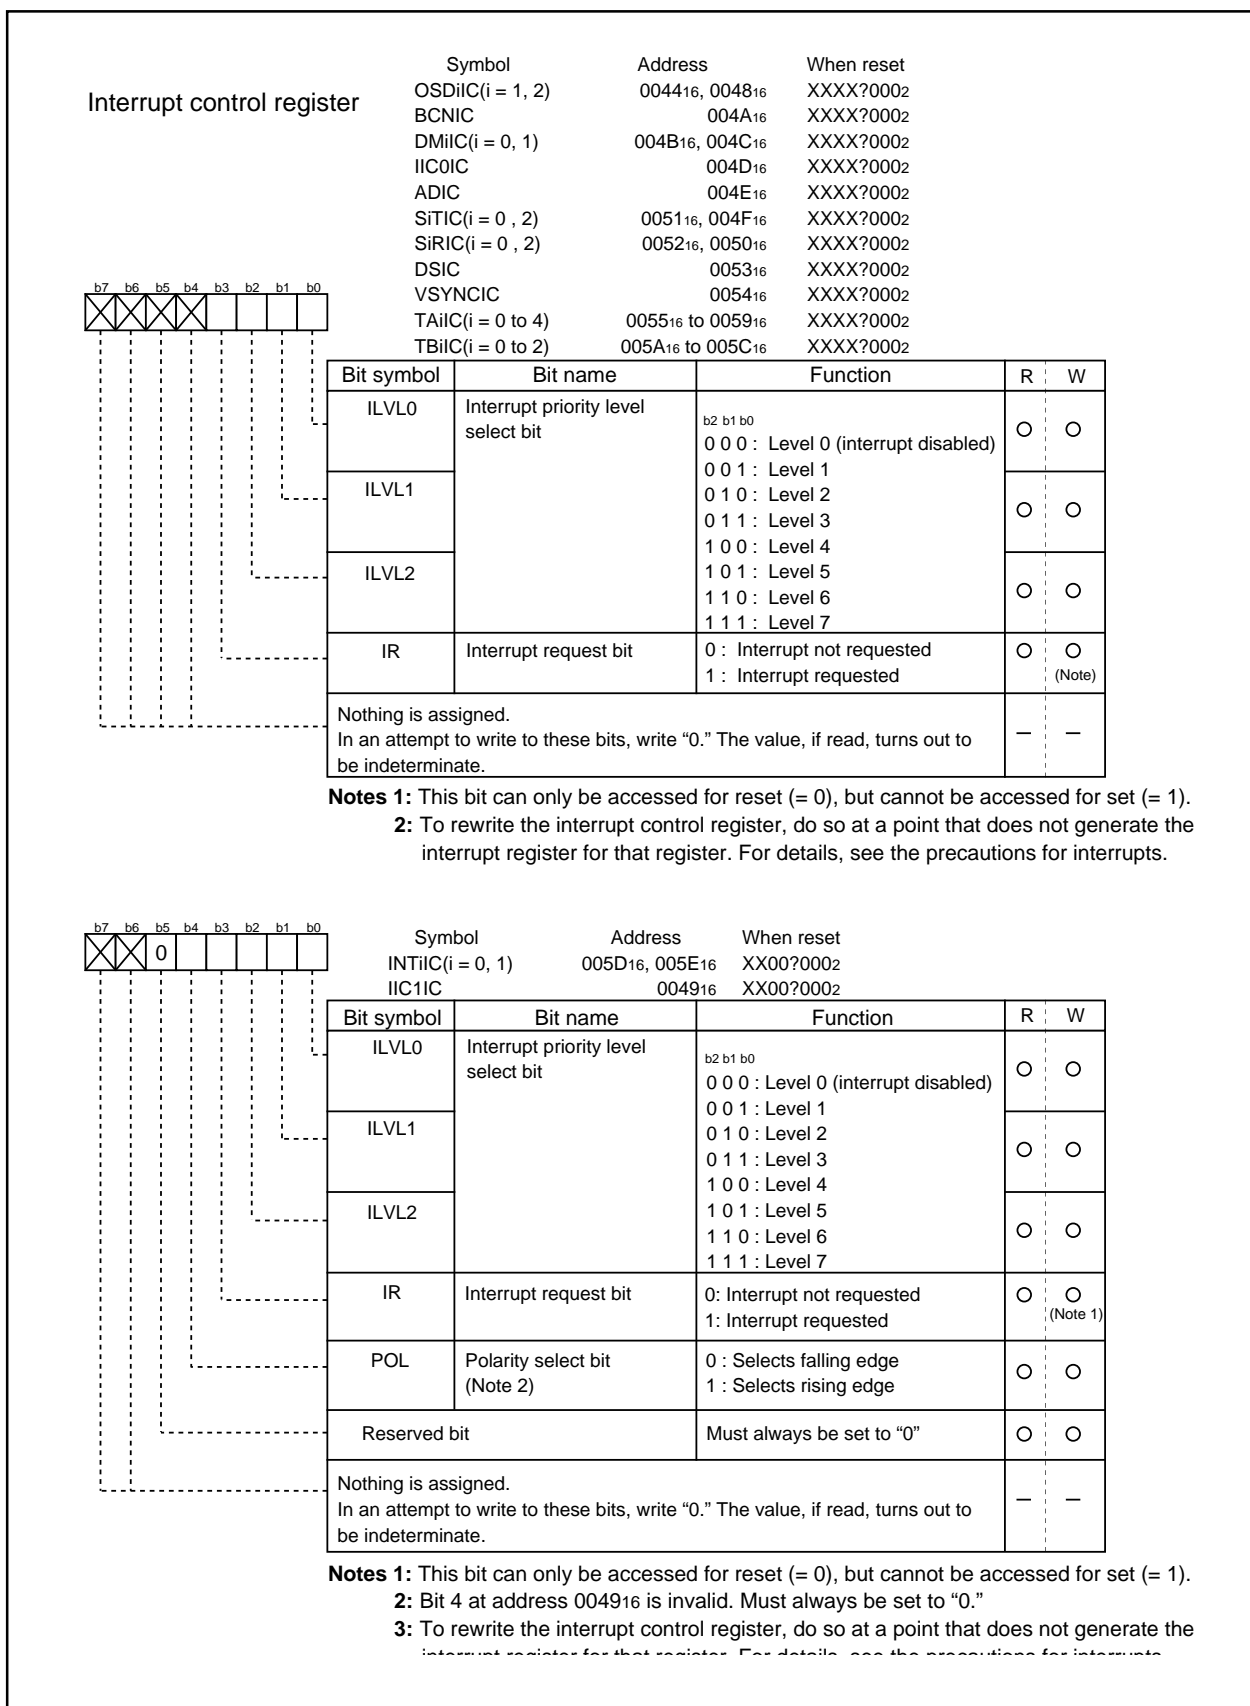 Symbol Address When reset
Interrupt control register
OSDiIC(i = 1, 2) 004416, 004816 XXXX?0002
BCNIC 004A16 XXXX?0002
DMiIC(i = 0, 1) 004B16, 004C16 XXXX?0002
IIC0IC 004D16 XXXX?0002
ADIC 004E16 XXXX?0002
SiTIC(i = 0 , 2) 005116, 004F16 XXXX?0002
SiRIC(i = 0 , 2) 005216, 005016 XXXX?0002
DSIC 005316 XXXX?0002
VSYNCIC 005416 XXXX?0002
TAiIC(i = 0 to 4) 005516 to 005916 XXXX?0002
TBiIC(i = 0 to 2) 005A16 to 005C16 XXXX?0002
b7 b6 b5 b4 b3 b2 b1 b0
Bit symbol Bit name Function R W
ILVL0 Interrupt priority level
select bit
b2 b1 b0
0 0 0 : Level 0 (interrupt disabled)
0 0 1 : Level 1
ILVL1
0 1 0 : Level 2
0 1 1 : Level 3
1 0 0 : Level 4
ILVL2
1 0 1 : Level 5
1 1 0 : Level 6
1 1 1 : Level 7
IR Interrupt request bit 0 : Interrupt not requested
1 : Interrupt requested (Note)
Nothing is assigned.
In an attempt to write to these bits, write “0.” The value, if read, turns out to
be indeterminate.
– –
Notes 1: This bit can only be accessed for reset (= 0), but cannot be accessed for set (= 1).
2: To rewrite the interrupt control register, do so at a point that does not generate the
interrupt register for that register. For details, see the precautions for interrupts.
b7 b6 b5 b4 b3 b2 b1 b0
0
Symbol Address When reset
INTiIC(i = 0, 1) 005D16, 005E16 XX00?0002
IIC1IC 004916 XX00?0002
Bit symbol Bit name Function R W
ILVL0 Interrupt priority level
select bit
b2 b1 b0
0 0 0 : Level 0 (interrupt disabled)
0 0 1 : Level 1
ILVL1
0 1 0 : Level 2
0 1 1 : Level 3
1 0 0 : Level 4
ILVL2
1 0 1 : Level 5
1 1 0 : Level 6
1 1 1 : Level 7
IR Interrupt request bit 0: Interrupt not requested
1: Interrupt requested (Note 1)
POL Polarity select bit 0 : Selects falling edge
(Note 2) 1 : Selects rising edge
Reserved bit Must always be set to “0”
Nothing is assigned.
In an attempt to write to these bits, write “0.” The value, if read, turns out to
be indeterminate.
– –
Notes 1: This bit can only be accessed for reset (= 0), but cannot be accessed for set (= 1).
2: Bit 4 at address 004916 is invalid. Must always be set to “0.”
3: To rewrite the interrupt control register, do so at a point that does not generate the
interrupt register for that register. For details, see the precautions for interrupts.